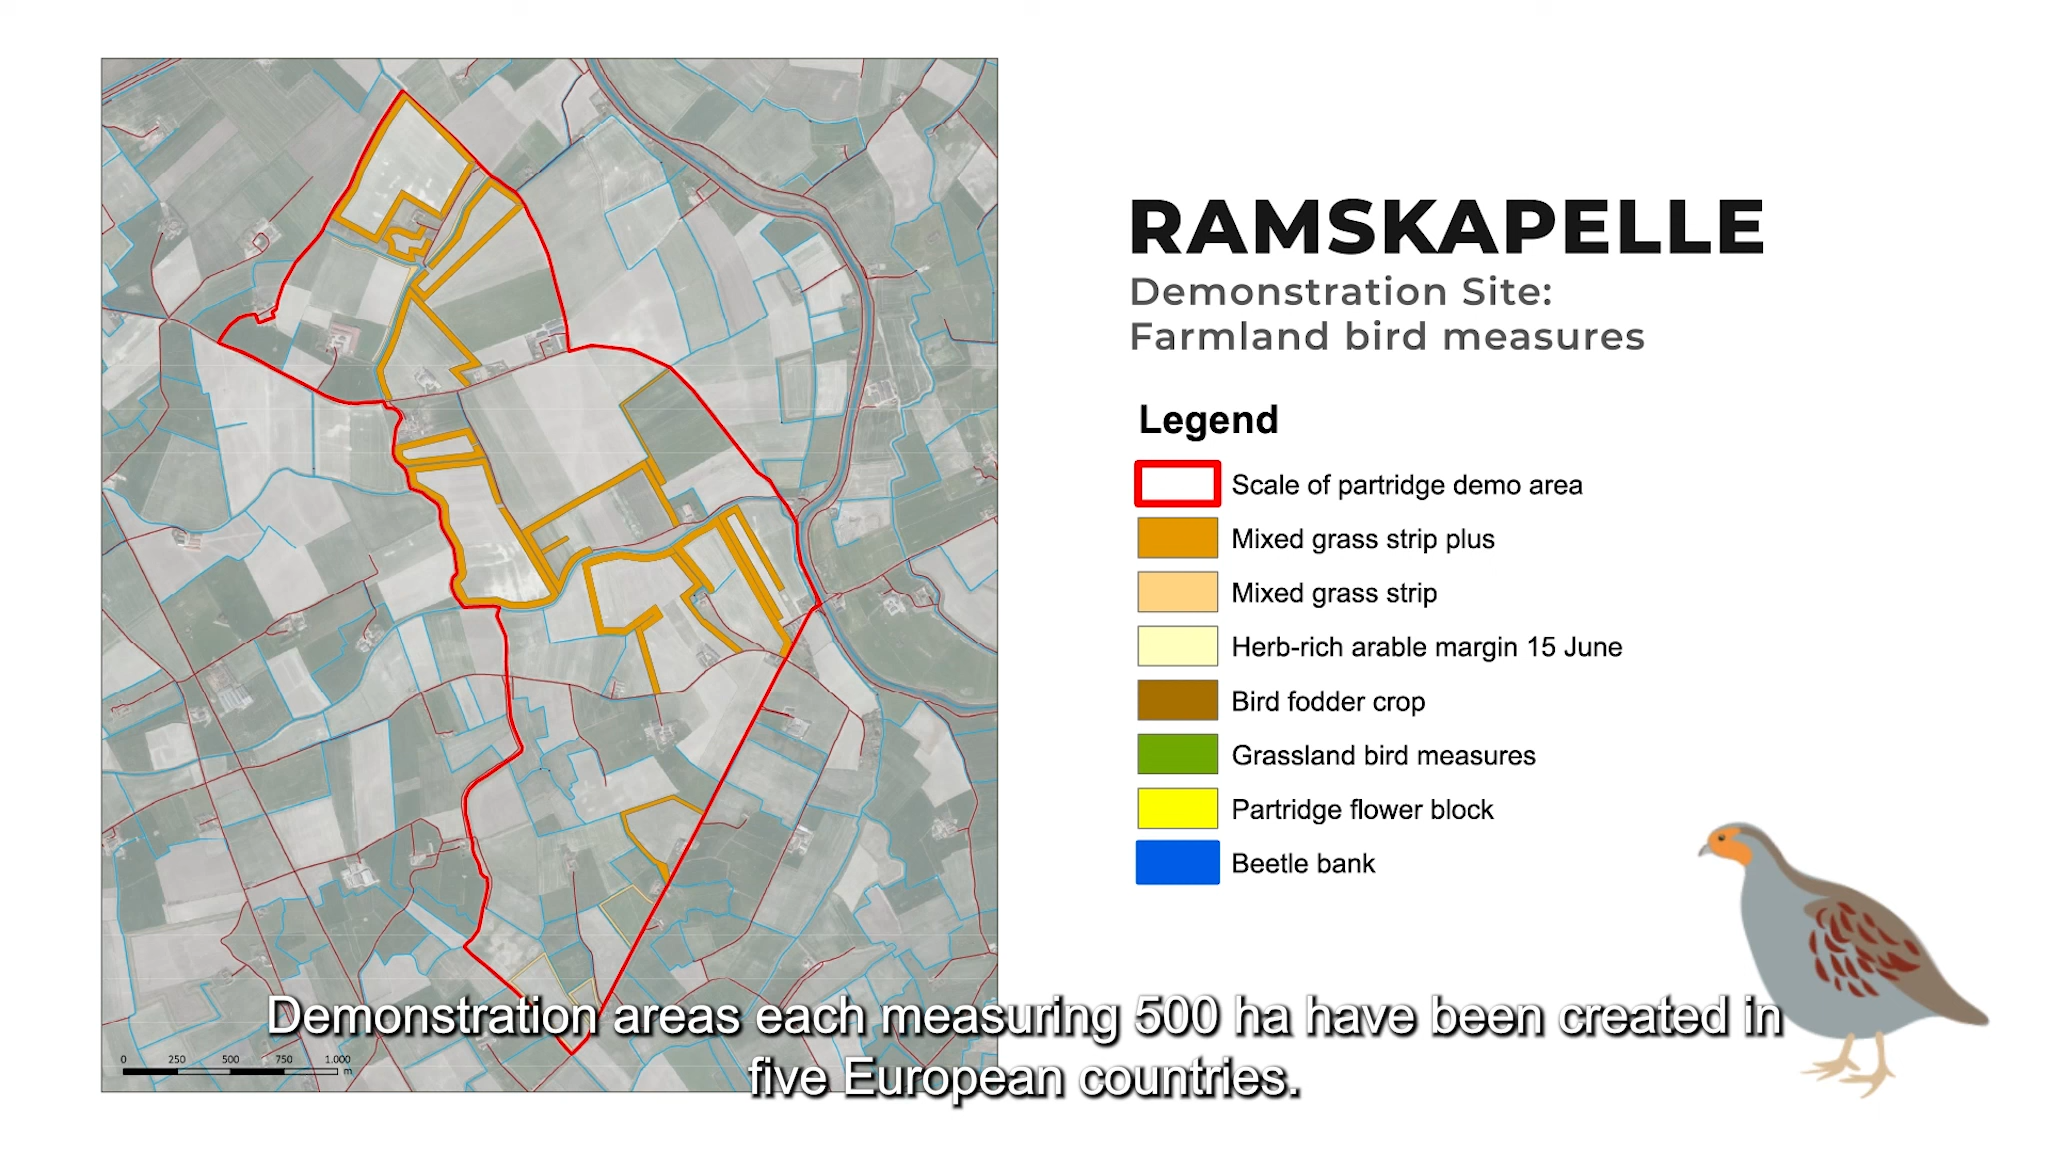 RAMSKAPELLE
Demonstration Site:
Farmland bird measures
Legend
Scale of partridge demo area
Mixed grass strip plus
Mixed grass strip
Herb-rich arable margin 15 June
Bird fodder crop
Grassland bird measures
Partridge flower block
Beetle bank
0 250 500 750 1.000
m
Demonstration areas each measuring 500 ha have been created in
five European countries.